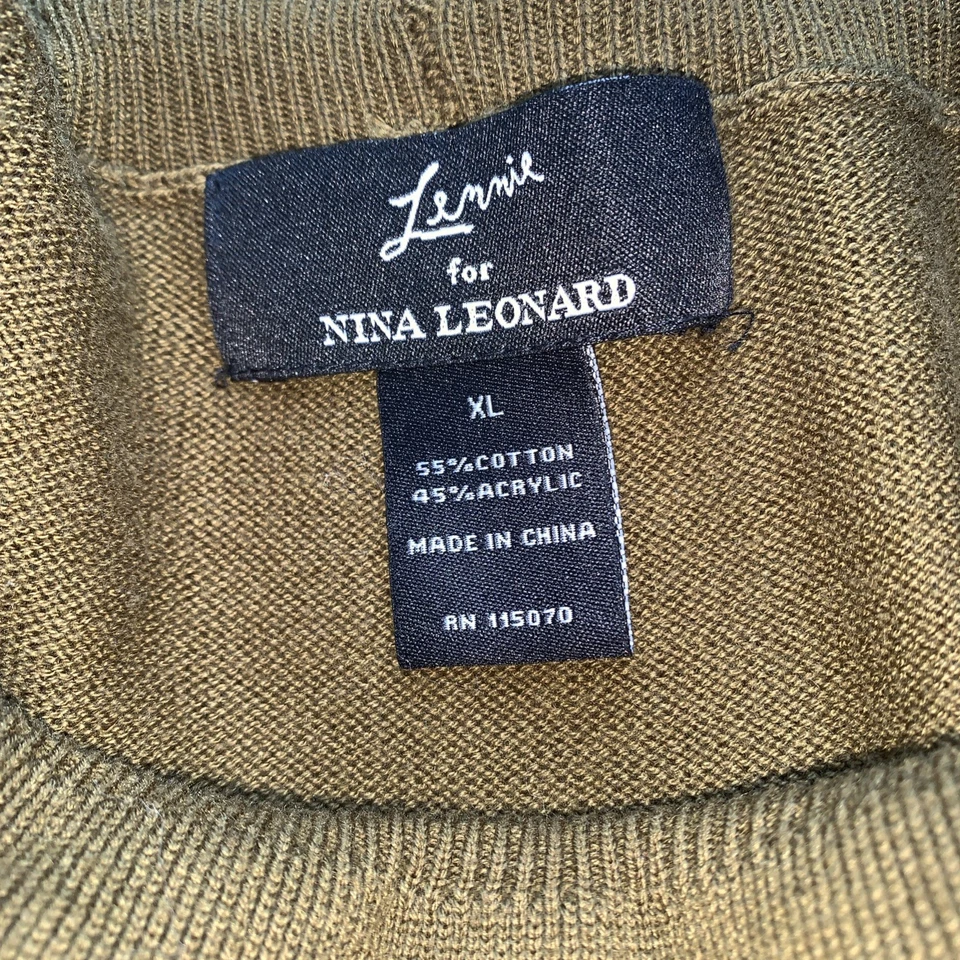 Lennie
for
NINA LEONARD
XL
55%COTTON
45%ACRYLIC
MADE IN CHINA
RN 115070